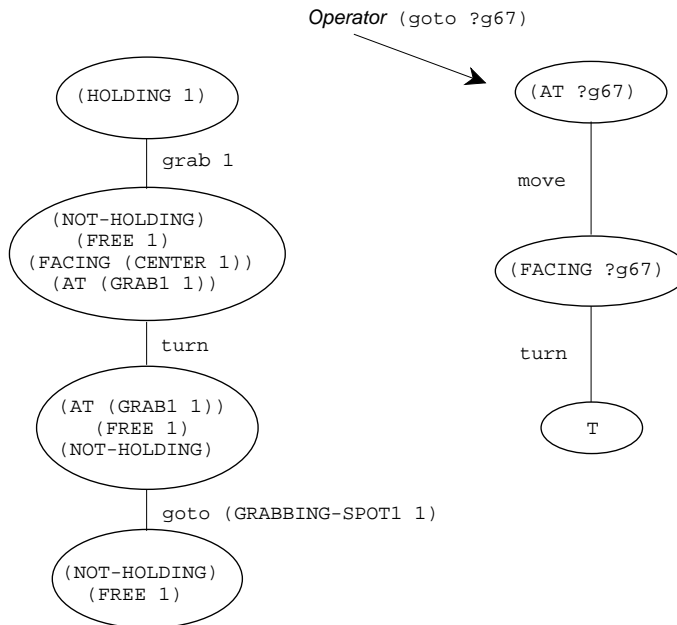 Operator (goto ?g67)
(HOLDING 1)
grab 1
(NOT-HOLDING)
(FREE 1)
(FACING (CENTER 1))
(AT (GRAB1 1))
turn
(AT (GRAB1 1))
(FREE 1)
(NOT-HOLDING)
goto (GRABBING-SPOT1 1)
(NOT-HOLDING)
(FREE 1)
(AT ?g67)
move
(FACING ?g67)
turn
T